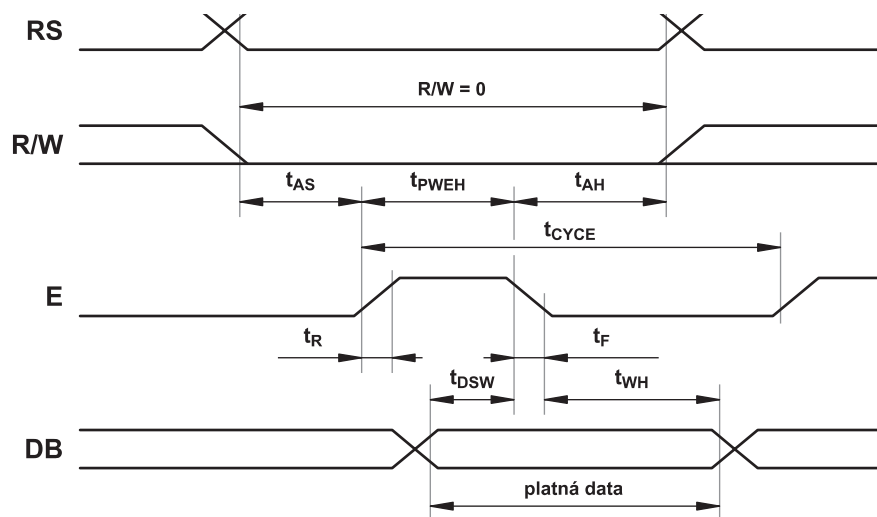 RS
R/W = 0
R/W
tAS tPWEH tAH
tCYCE
E
tR tF
tDSW tWH
DB
platná data